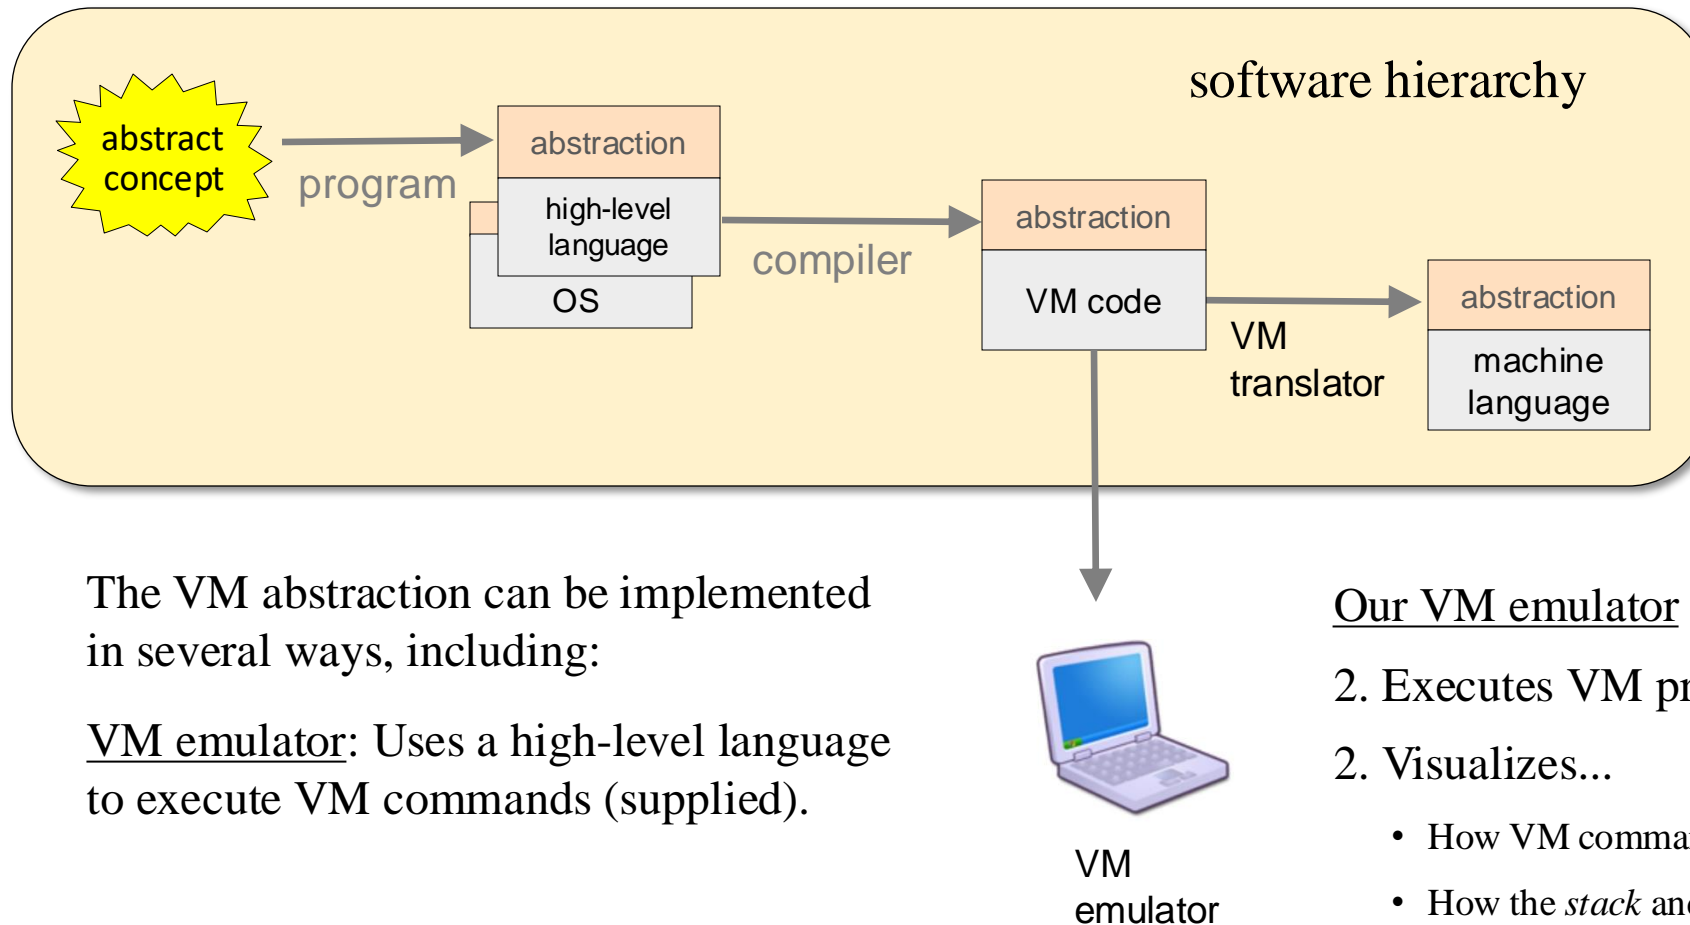 software hierarchy
abstract
concept
program
abstraction
high-level
language
OS
compiler
abstraction
VM code
VM
translator
abstraction
machine
language
The VM abstraction can be implemented
in several ways, including:
VM emulator: Uses a high-level language
to execute VM commands (supplied).
VM
emulator
Our VM emulator
2. Executes VM
2. Visualizes...
• How VM
• How the stack